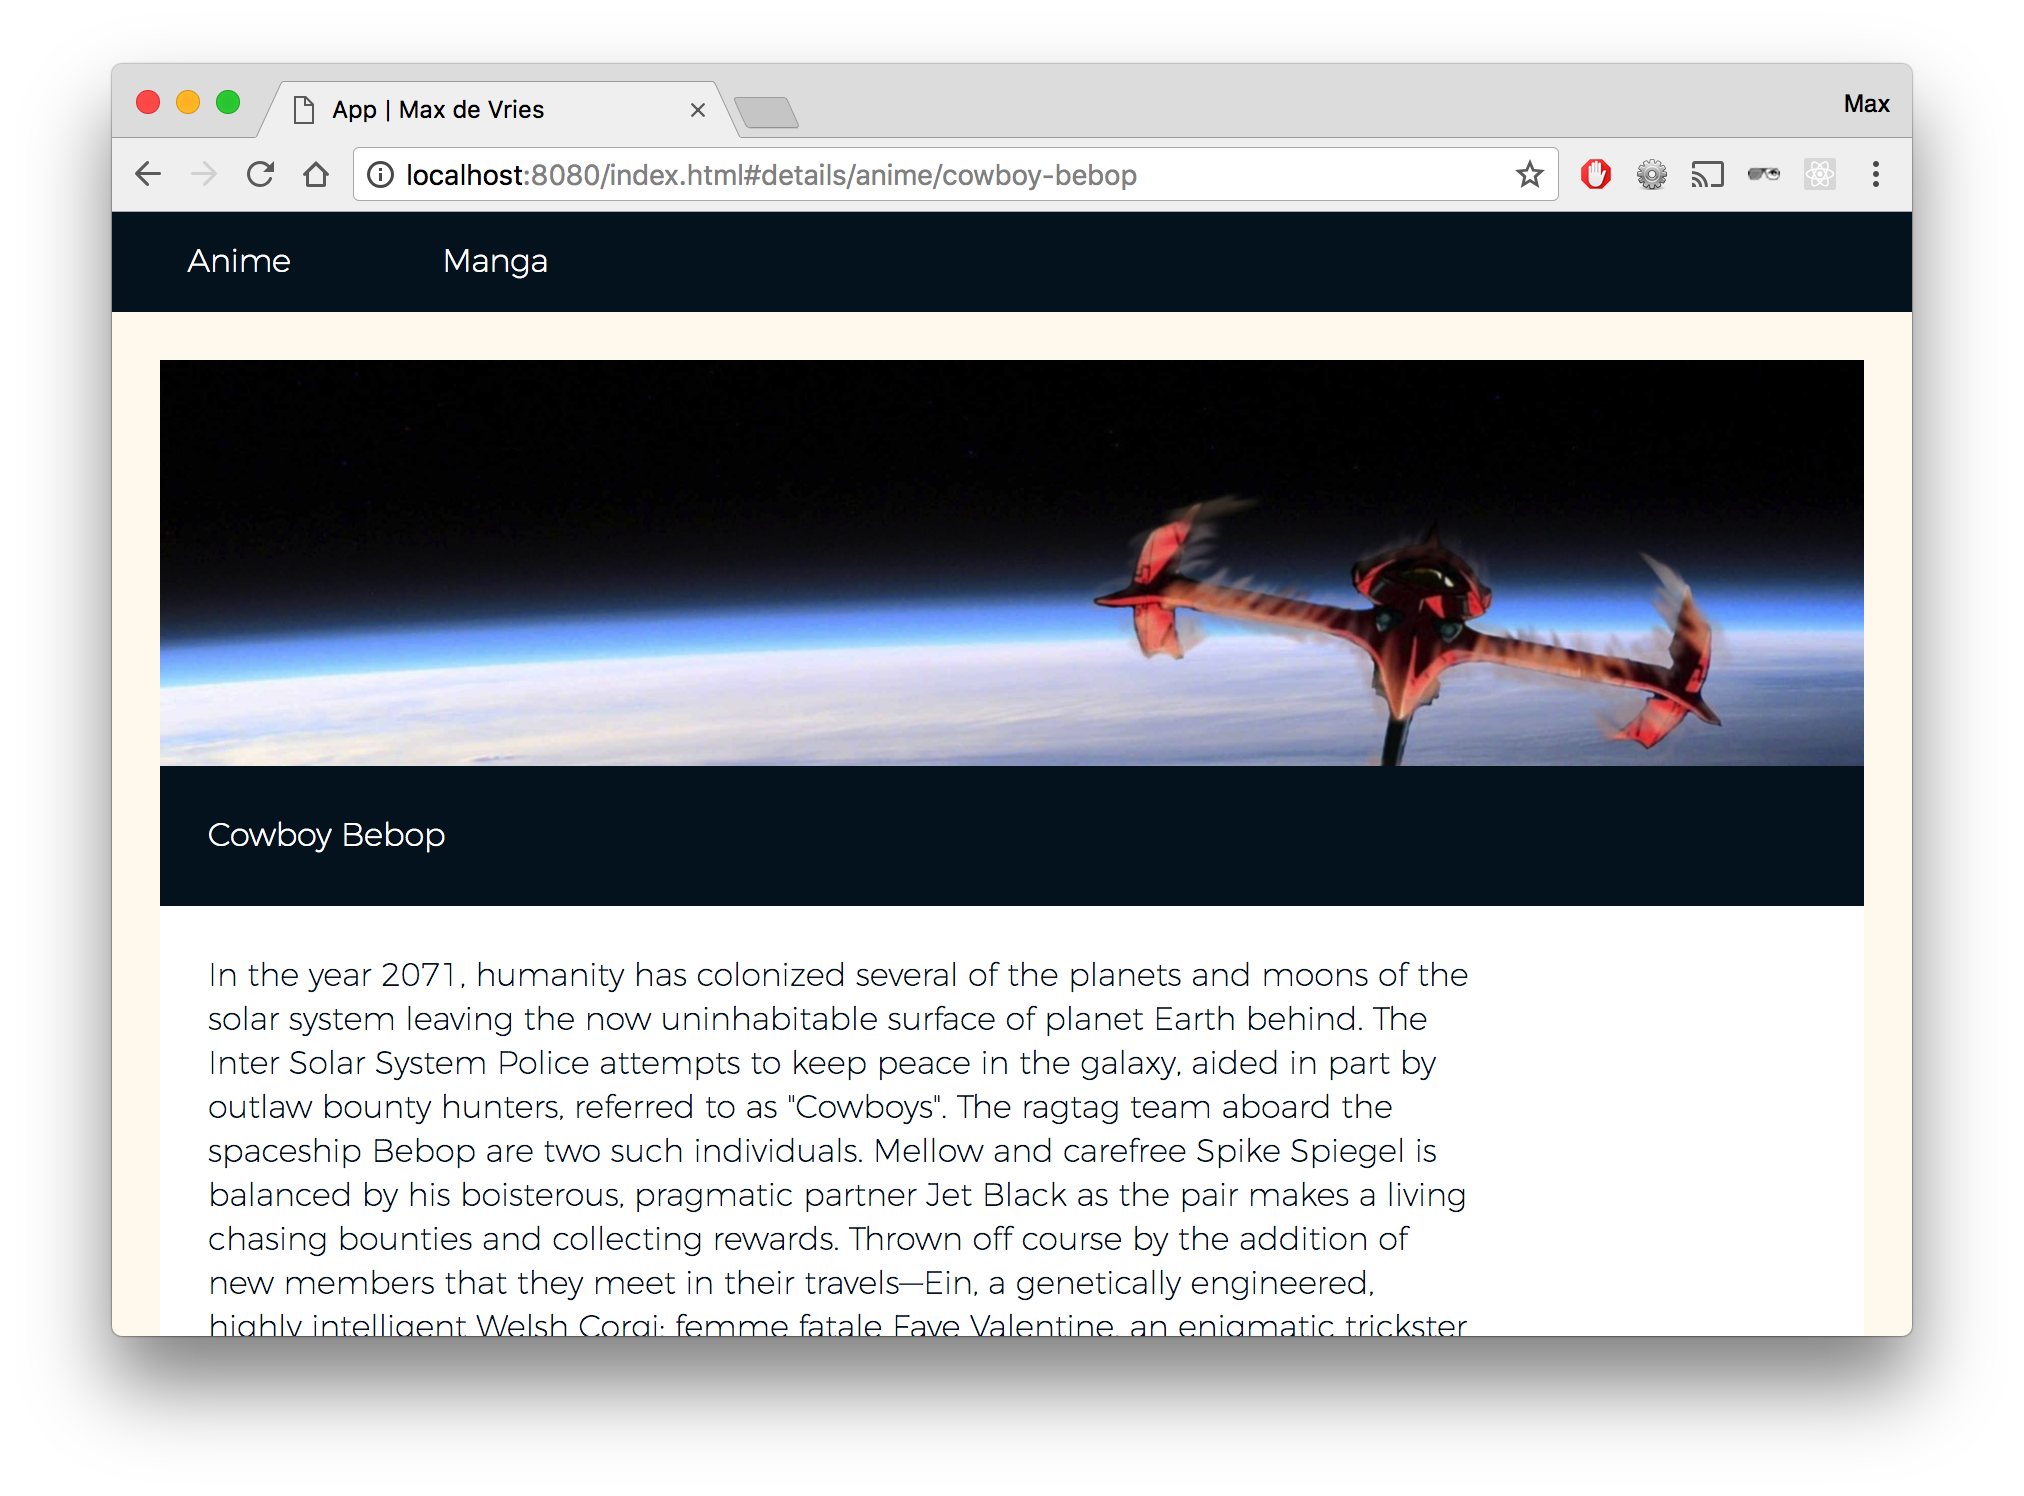 App | Max de Vries
Max
localhost:8080/index.html#details/anime/cowboy-bebop
Anime
Manga
Cowboy Bebop
In the year 2071, humanity has colonized several of the planets and moons of the
solar system leaving the now uninhabitable surface of planet Earth behind. The
Inter Solar System Police attempts to keep peace in the galaxy, aided in part by
outlaw bounty hunters, referred to as "Cowboys". The ragtag team aboard the
spaceship Bebop are two such individuals. Mellow and carefree Spike Spiegel is
balanced by his boisterous, pragmatic partner Jet Black as the pair makes a living
chasing bounties and collecting rewards. Thrown off course by the addition of
new members that they meet in their travels—Ein, a genetically engineered,
highly intelligent Welsh Corgi; femme fatale Faye Valentine, an enigmatic trickster